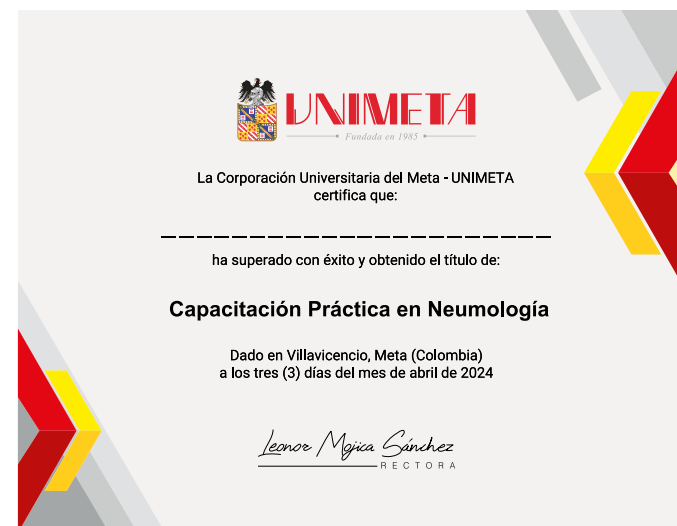 UNIMETA
Fundada en 1985
La Corporación Universitaria del Meta - UNIMETA
certifica que:
ha superado con éxito y obtenido el título de:
Capacitación Práctica en Neumología
Dado en Villavicencio, Meta (Colombia)
a los tres (3) días del mes de abril de 2024
Leonor Mojica Sánchez
RECTORA